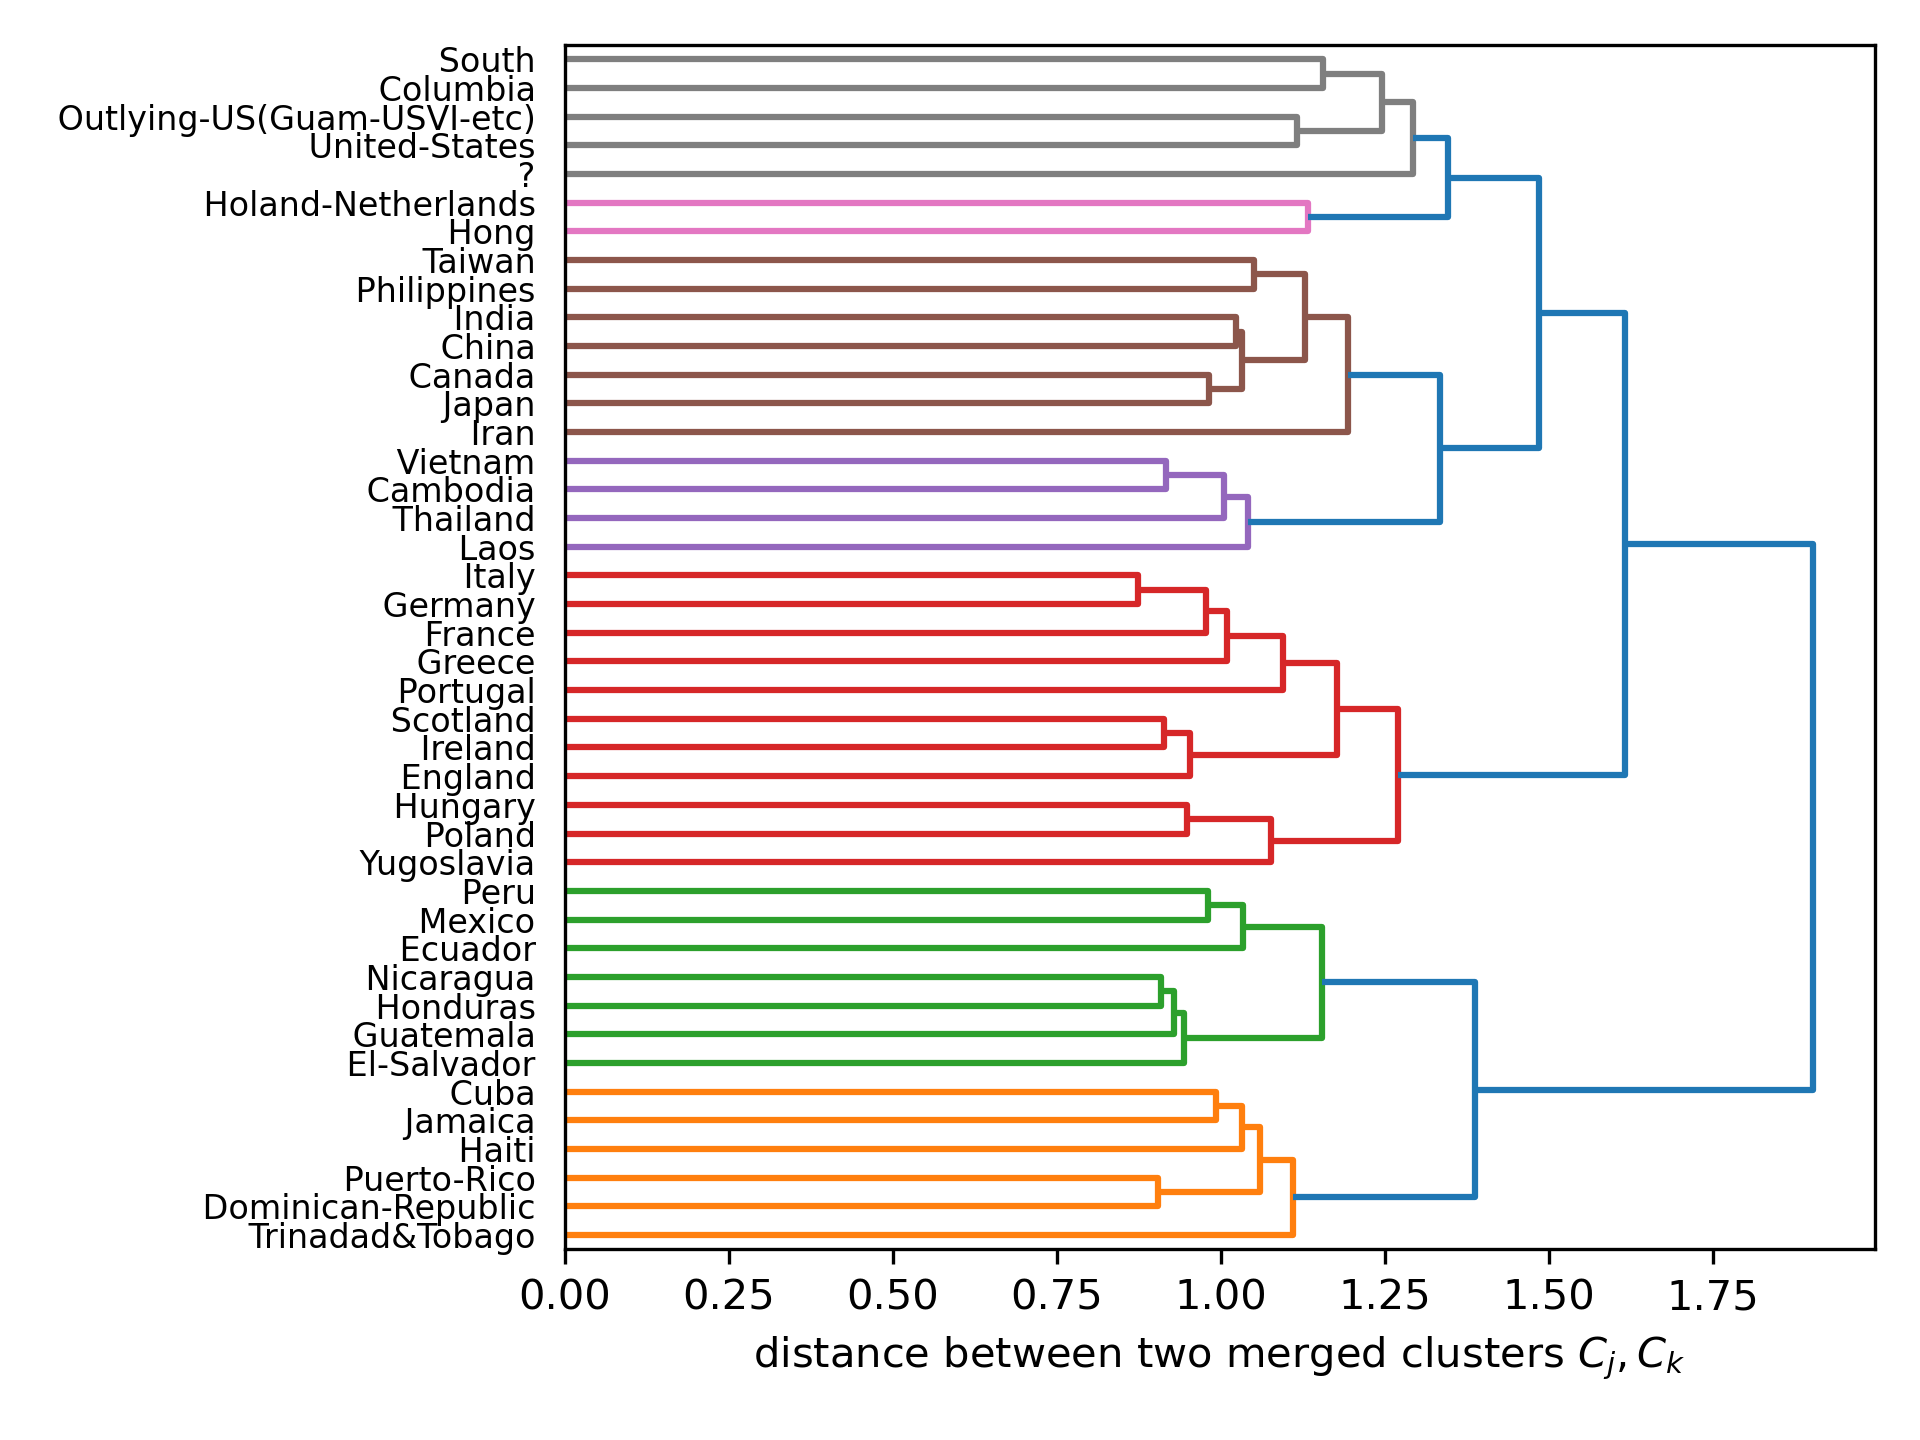 South
Columbia
Outlying-US(Guam-USVI-etc)
United-States
?
Holand-Netherlands
Hong
Taiwan
Philippines
India
China
Canada
Japan
Iran
Vietnam
Cambodia
Thailand
Laos
Italy
Germany
France
Greece
Portugal
Scotland
Ireland
England
Hungary
Poland
Yugoslavia
Peru
Mexico
Ecuador
Nicaragua
Honduras
Guatemala
El-Salvador
Cuba
Jamaica
Haiti
Puerto-Rico
Dominican-Republic
Trinadad&Tobago
0.00 0.25 0.50 0.75 1.00 1.25 1.50 1.75
distance between two merged clusters C_j, C_k